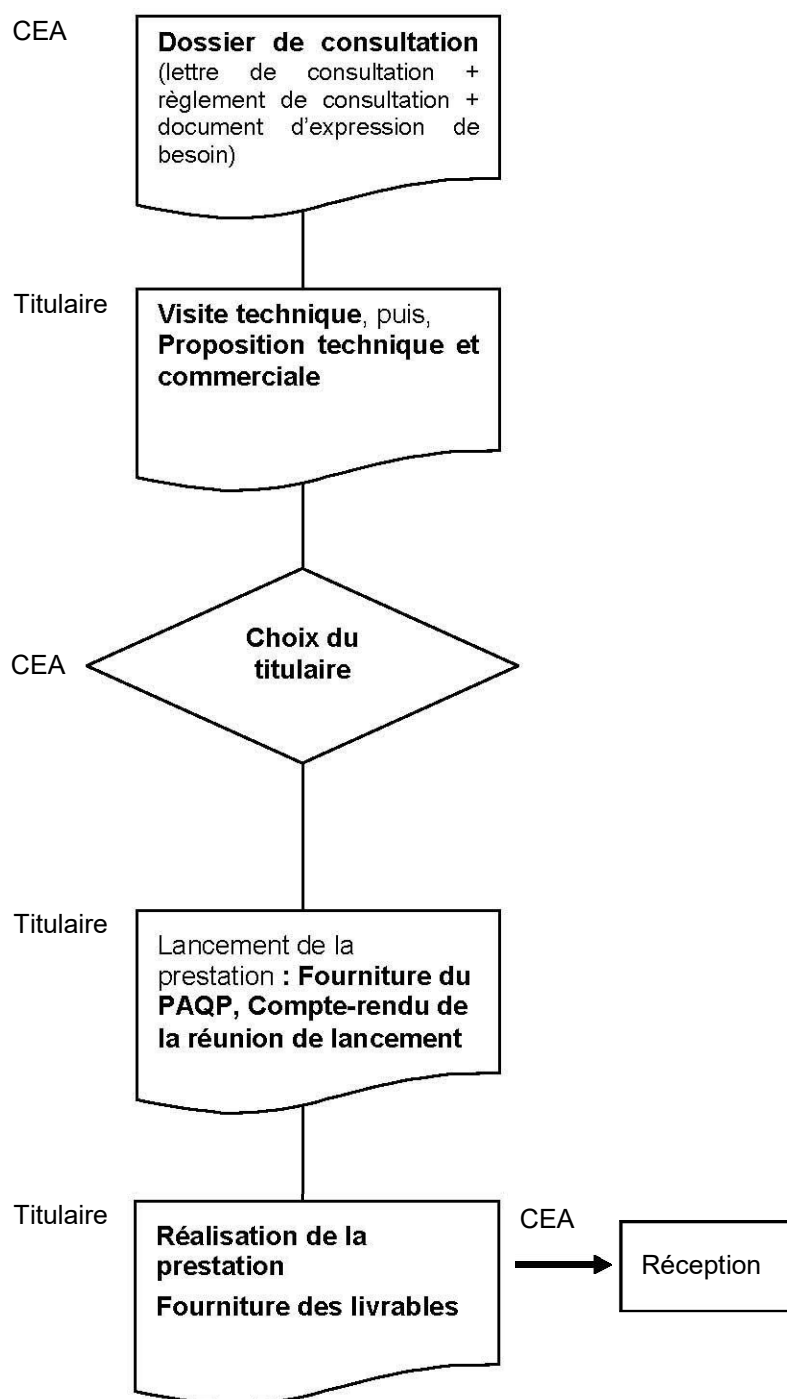 CEA
Dossier de consultation
(lettre de consultation +
règlement de consultation +
document d'expression de
besoin)
Titulaire
Visite technique, puis,
Proposition technique et
commerciale
CEA
Choix du
titulaire
Titulaire
Lancement de la
prestation : Fourniture du
PAQP, Compte-rendu de
la réunion de lancement
Titulaire
Réalisation de la
prestation
Fourniture des livrables
CEA
Réception